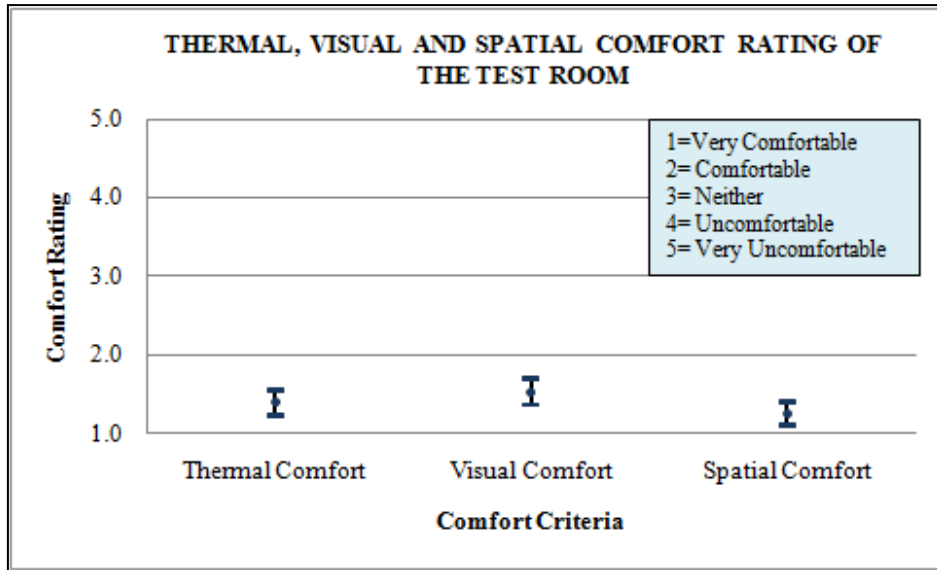 THERMAL, VISUAL AND SPATIAL COMFORT RATING OF
THE TEST ROOM
5.0
4.0
3.0
2.0
1.0
Comfort Rating
1=Very Comfortable
2= Comfortable
3= Neither
4= Uncomfortable
5= Very Uncomfortable
Thermal Comfort
Visual Comfort
Spatial Comfort
Comfort Criteria